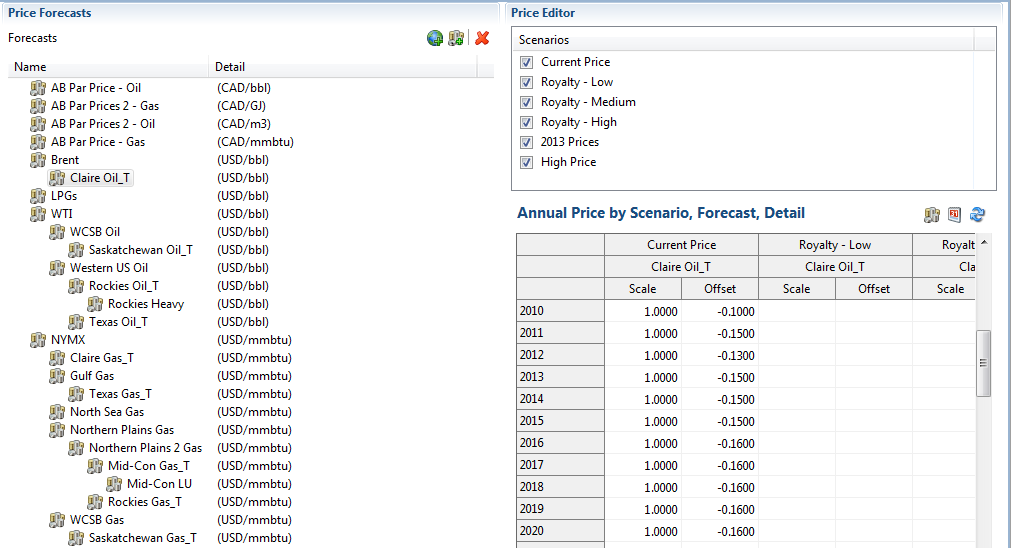 Price Forecasts
Forecasts
Name Detail
AB Par Price - Oil (CAD/bbl)
AB Par Prices 2 - Gas (CAD/GJ)
AB Par Prices 2 - Oil (CAD/m3)
AB Par Price - Gas (CAD/mmbtu)
Brent (USD/bbl)
Claire Oil_T (USD/bbl)
LPGs (USD/bbl)
WTI (USD/bbl)
WCSB Oil (USD/bbl)
Saskatchewan Oil_T (USD/bbl)
Western US Oil (USD/bbl)
Rockies Oil_T (USD/bbl)
Rockies Heavy (USD/bbl)
Texas Oil_T (USD/bbl)
NYMX (USD/mmbtu)
Claire Gas_T (USD/mmbtu)
Gulf Gas (USD/mmbtu)
Texas Gas_T (USD/mmbtu)
North Sea Gas (USD/mmbtu)
Northern Plains Gas (USD/mmbtu)
Northern Plains 2 Gas (USD/mmbtu)
Mid-Con Gas_T (USD/mmbtu)
Mid-Con LU (USD/mmbtu)
Rockies Gas_T (USD/mmbtu)
WCSB Gas (USD/mmbtu)
Saskatchewan Gas_T (USD/mmbtu)
Price Editor
Scenarios
Current Price
Royalty - Low
Royalty - Medium
Royalty - High
2013 Prices
High Price
Annual Price by Scenario, Forecast, Detail
31
Current Price Royalty - Low Royalt
Claire Oil_T Claire Oil_T Cla
Scale Offset Scale Offset Scale
2010 1.0000 -0.1000
2011 1.0000 -0.1500
2012 1.0000 -0.1300
2013 1.0000 -0.1500
2014 1.0000 -0.1500
2015 1.0000 -0.1500
2016 1.0000 -0.1600
2017 1.0000 -0.1600
2018 1.0000 -0.1600
2019 1.0000 -0.1600
2020 1.0000 -0.1600